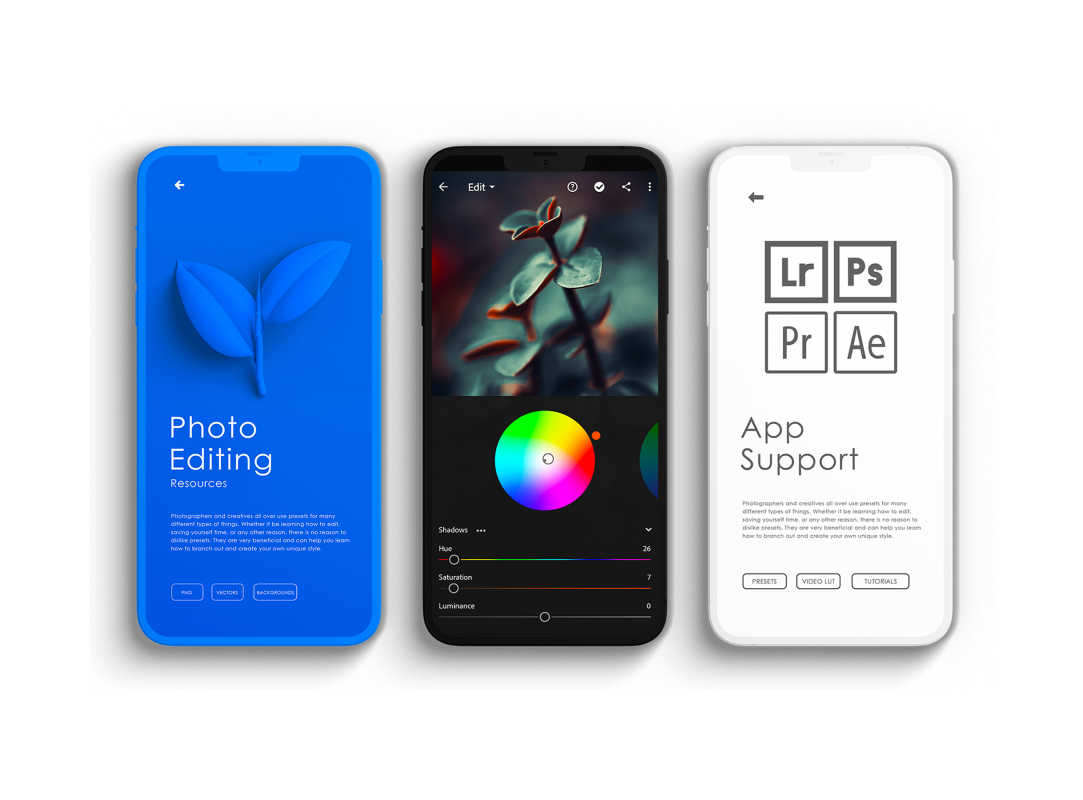 Photo
Editing
Resources
Photographers and creatives all over use presets for many
different types of things. Whether it be learning how to edit,
saving yourself time, or any other reason, there is no reason to
dislike presets. They are very beneficial and can help you learn
how to branch out and create your own unique style.
PNG
VECTORS
BACKGROUNDS
Edit
Shadows
Hue 26
Saturation 7
Luminance 0
Lr Ps
Pr Ae
App
Support
Photographers and creatives all over use presets for many
different types of things. Whether it be learning how to edit,
saving yourself time, or any other reason, there is no reason to
dislike presets. They are very beneficial and can help you learn
how to branch out and create your own unique style.
PRESETS
VIDEO LUT
TUTORIALS